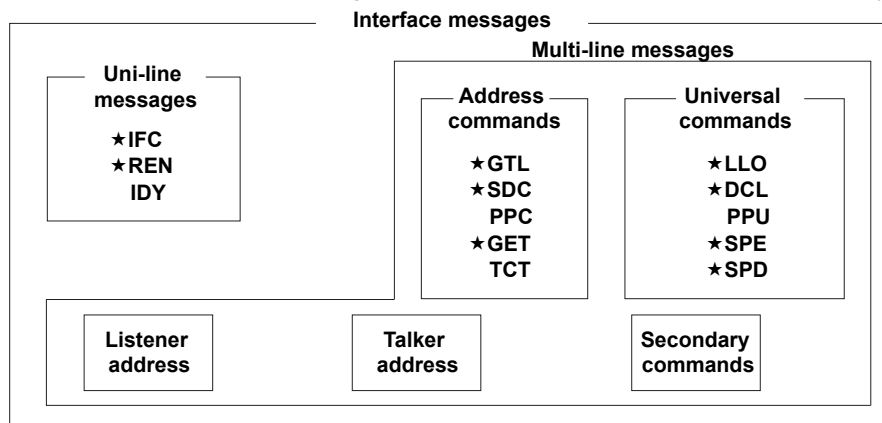 Interface messages
Multi-line messages
Uni-line
messages
★IFC
★REN
IDY
Address
commands
★GTL
★SDC
PPC
★GET
TCT
Universal
commands
★LLO
★DCL
PPU
★SPE
★SPD
Listener
address
Talker
address
Secondary
commands